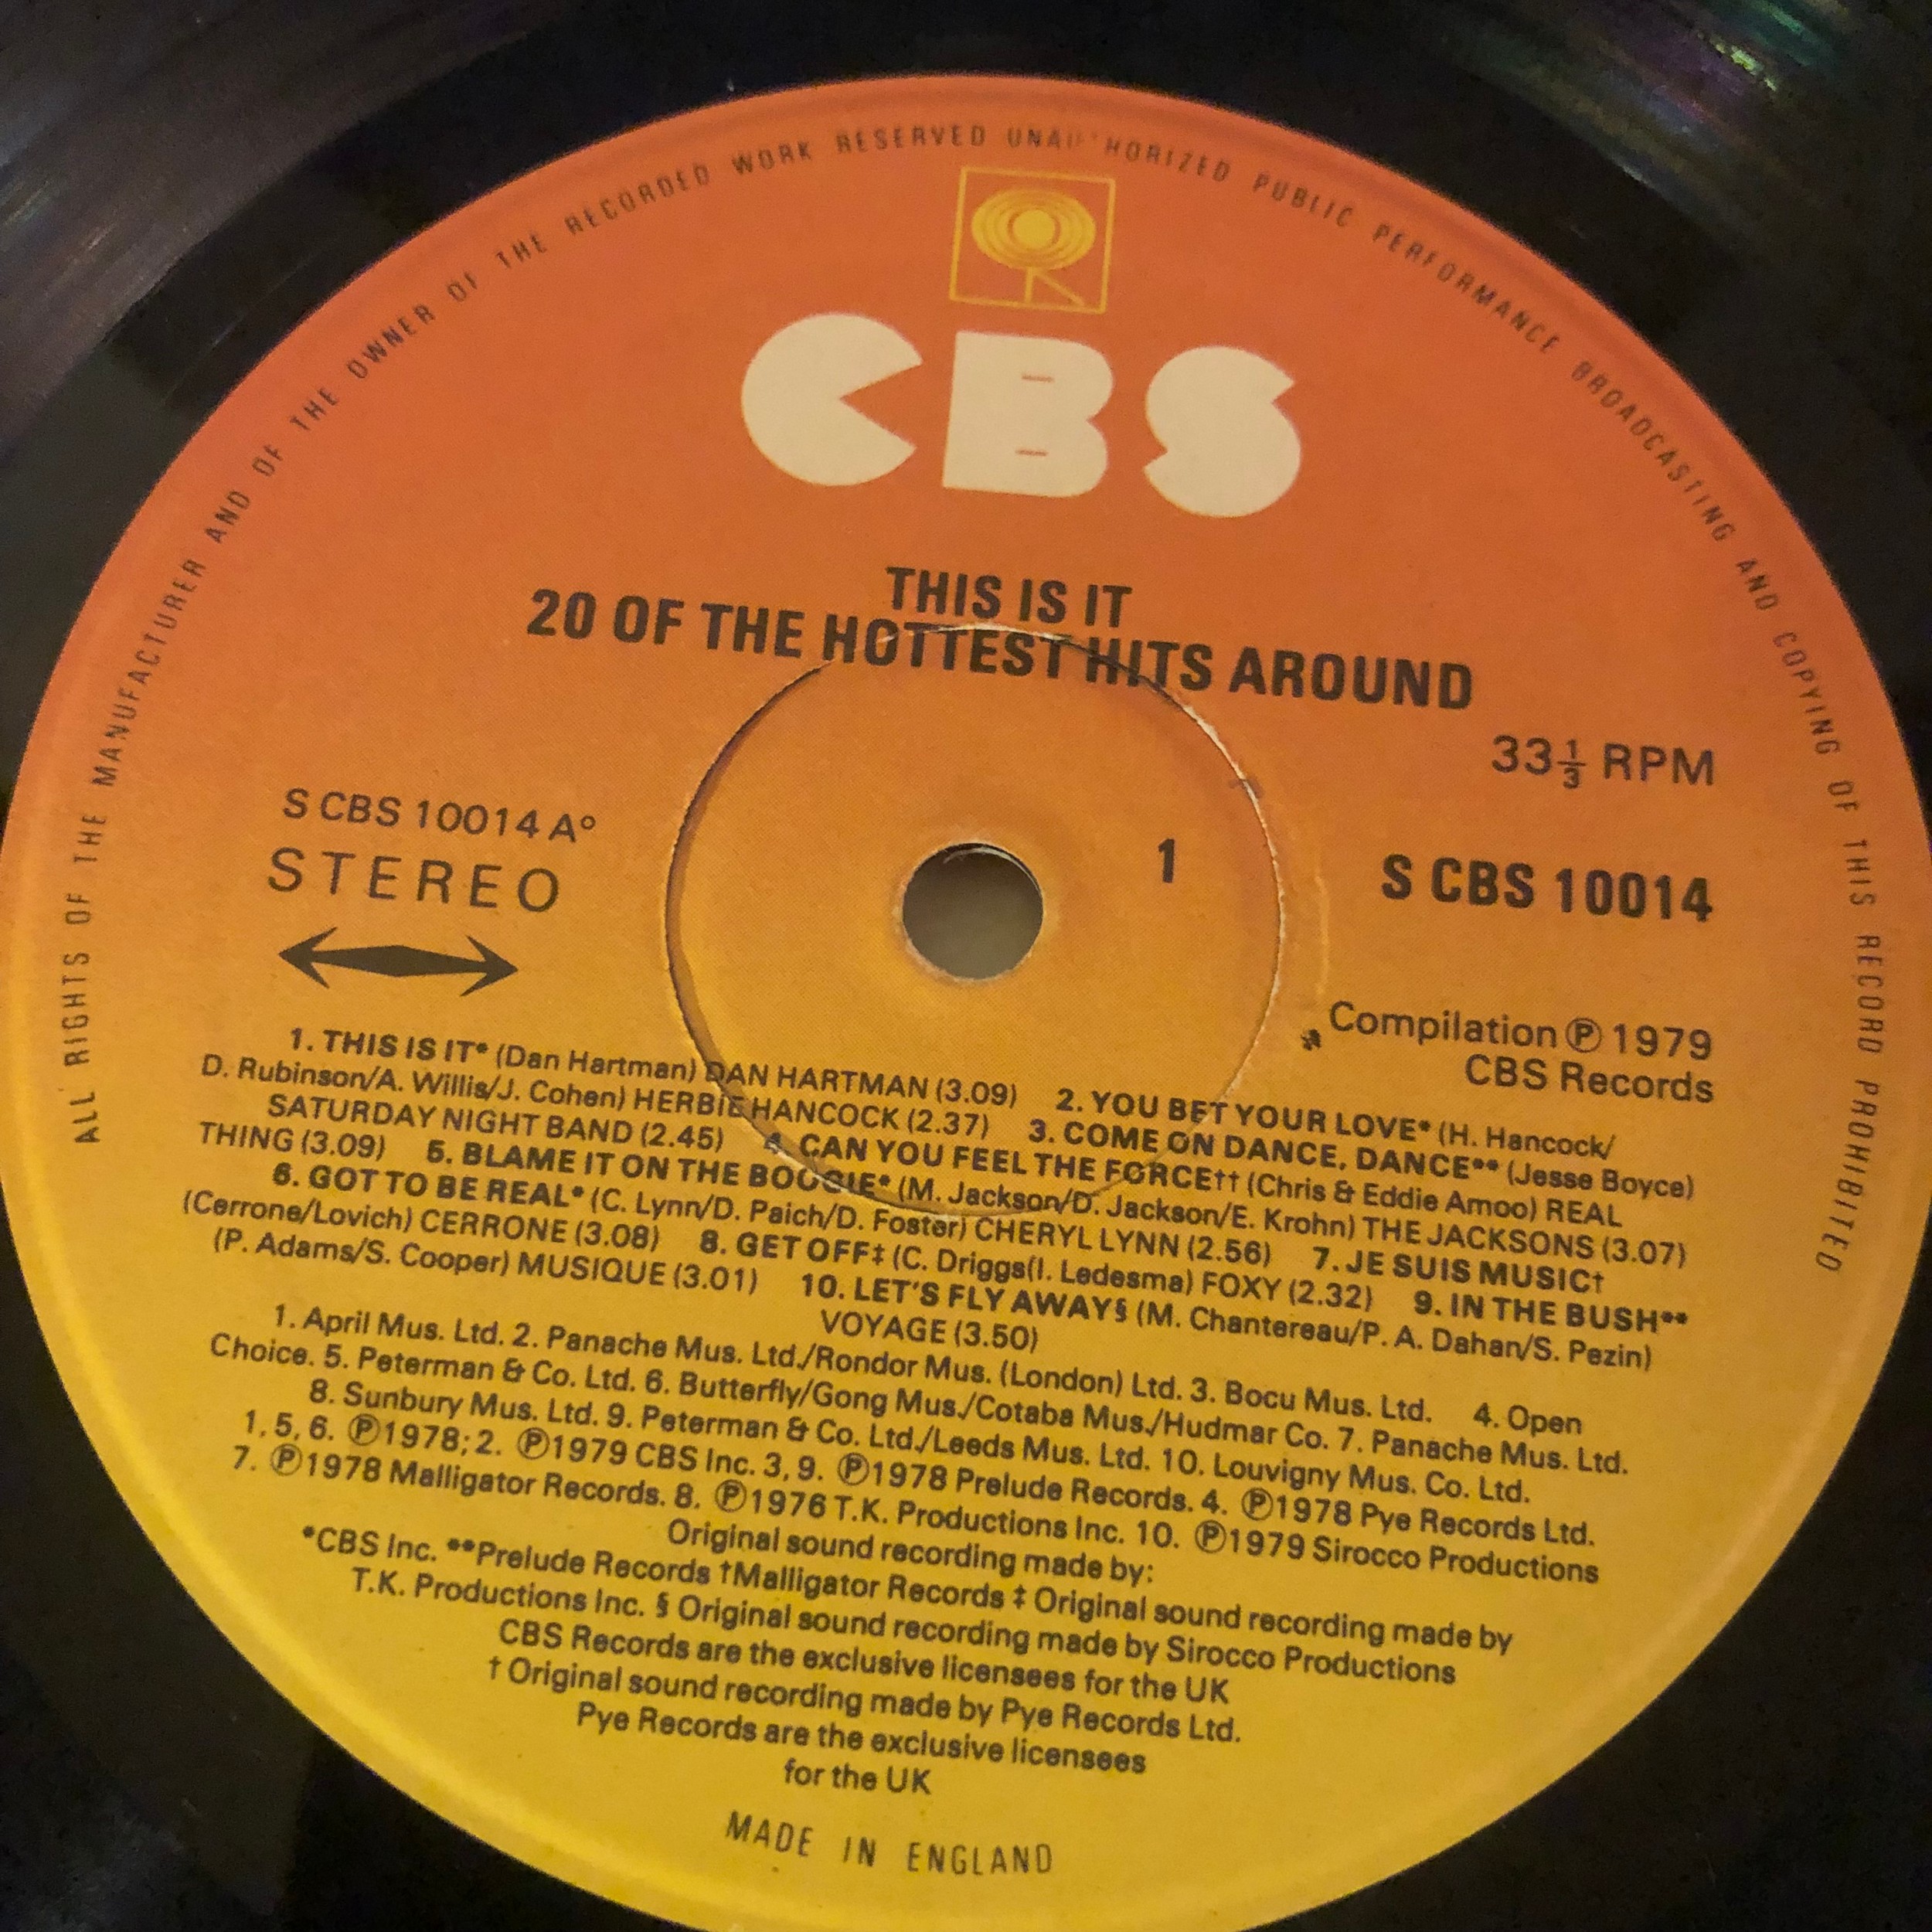 ALL RIGHTS OF THE MANUFACTURER AND OF THE OWNER OF THE RECORDED WORK RESERVED UNAUTHORIZED PUBLIC PERFORMANCE BROADCASTING AND COPYING OF THIS RECORD PROHIBITED
CBS
THIS IS IT
20 OF THE HOTTEST HITS AROUND
33⅓ RPM
S CBS 10014 A°
STEREO
1
S CBS 10014
Compilation ℗ 1979
CBS Records
1. THIS IS IT* (Dan Hartman) DAN HARTMAN (3.09) 2. YOU BET YOUR LOVE* (H. Hancock/
D. Rubinson/A. Willis/J. Cohen) HERBIE HANCOCK (2.37) 3. COME ON DANCE, DANCE** (Jesse Boyce)
SATURDAY NIGHT BAND (2.45) 4. CAN YOU FEEL THE FORCE†† (Chris & Eddie Amoo) REAL
THING (3.09) 5. BLAME IT ON THE BOOGIE* (M. Jackson/D. Jackson/E. Krohn) THE JACKSONS (3.07)
6. GOT TO BE REAL* (C. Lynn/D. Paich/D. Foster) CHERYL LYNN (2.56) 7. JE SUIS MUSIC†
(Cerrone/Lovich) CERRONE (3.08) 8. GET OFF‡ (C. Driggs(I. Ledesma) FOXY (2.32) 9. IN THE BUSH**
(P. Adams/S. Cooper) MUSIQUE (3.01) 10. LET'S FLY AWAY§ (M. Chantereau/P. A. Dahan/S. Pezin)
VOYAGE (3.50)
1. April Mus. Ltd. 2. Panache Mus. Ltd./Rondor Mus. (London) Ltd. 3. Bocu Mus. Ltd. 4. Open
Choice. 5. Peterman & Co. Ltd. 6. Butterfly/Gong Mus./Cotaba Mus./Hudmar Co. 7. Panache Mus. Ltd.
8. Sunbury Mus. Ltd. 9. Peterman & Co. Ltd./Leeds Mus. Ltd. 10. Louvigny Mus. Co. Ltd.
1, 5, 6. ℗1978; 2. ℗1979 CBS Inc. 3, 9. ℗1978 Prelude Records. 4. ℗1978 Pye Records Ltd.
7. ℗1978 Malligator Records. 8. ℗1976 T.K. Productions Inc. 10. ℗1979 Sirocco Productions
Original sound recording made by:
*CBS Inc. **Prelude Records †Malligator Records ‡ Original sound recording made by
T.K. Productions Inc. § Original sound recording made by Sirocco Productions
CBS Records are the exclusive licensees for the UK
† Original sound recording made by Pye Records Ltd.
Pye Records are the exclusive licensees
for the UK
MADE IN ENGLAND